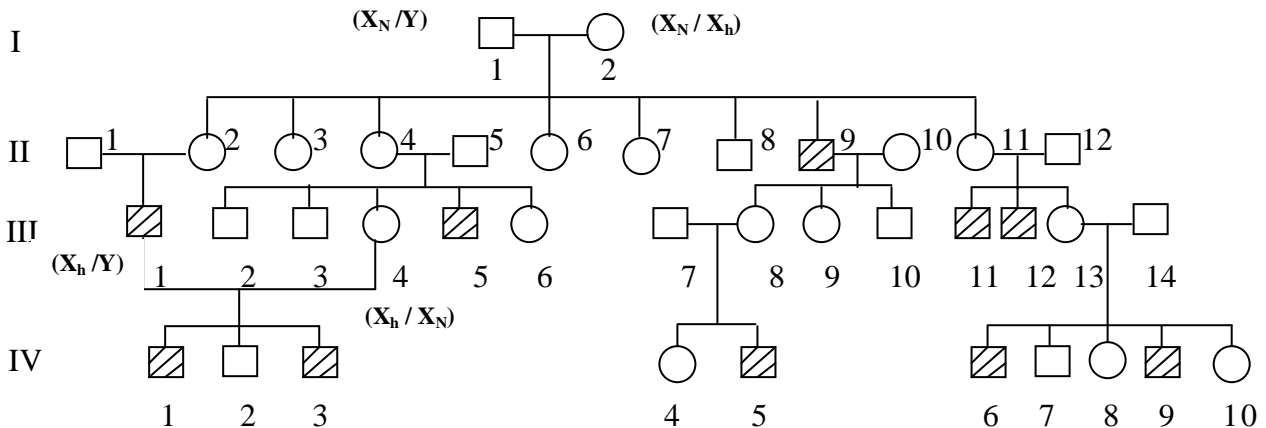 (X_N /Y) (X_N / X_h)
I
1 2
II 1 2 3 4 5 6 7 8 9 10 11 12
III
(X_h /Y) 1 2 3 4 5 6 7 8 9 10 11 12 13 14
(X_h / X_N)
IV
1 2 3 4 5 6 7 8 9 10